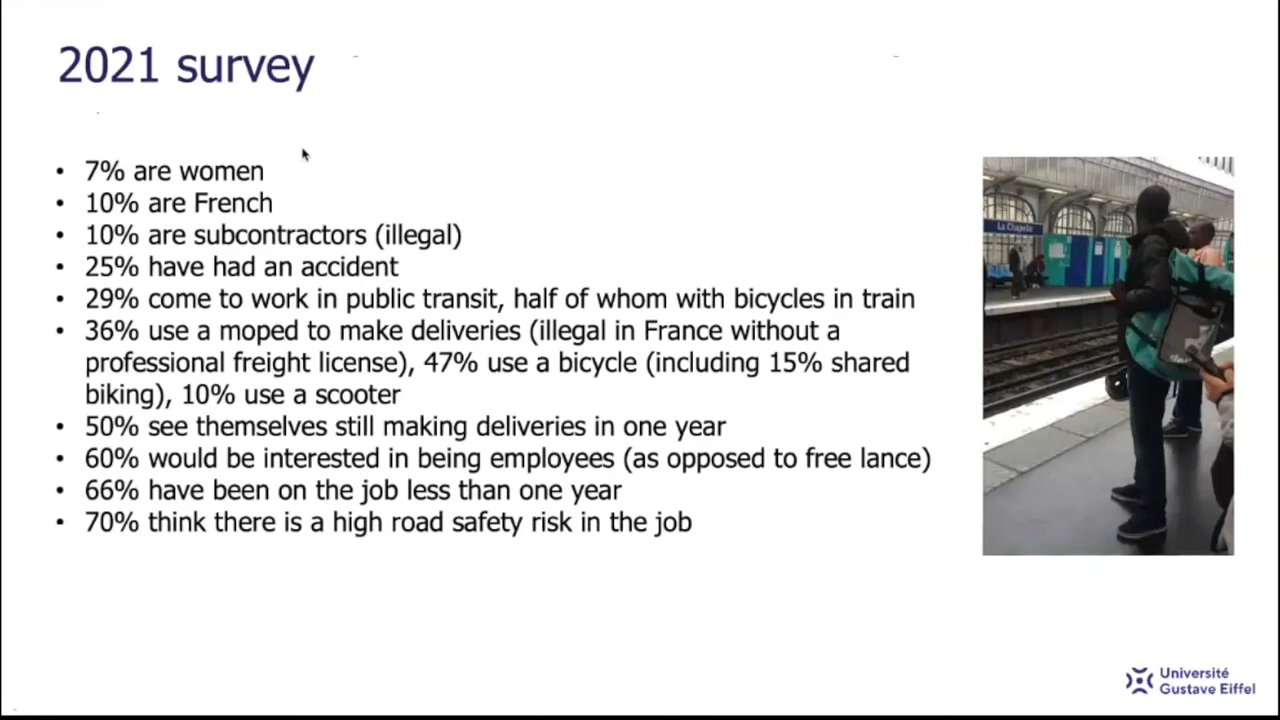 2021 survey
• 7% are women
• 10% are French
• 10% are subcontractors (illegal)
• 25% have had an accident
• 29% come to work in public transit, half of whom with bicycles in train
• 36% use a moped to make deliveries (illegal in France without a
professional freight license), 47% use a bicycle (including 15% shared
biking), 10% use a scooter
• 50% see themselves still making deliveries in one year
• 60% would be interested in being employees (as opposed to free lance)
• 66% have been on the job less than one year
• 70% think there is a high road safety risk in the job
La Chapelle
Université
Gustave Eiffel